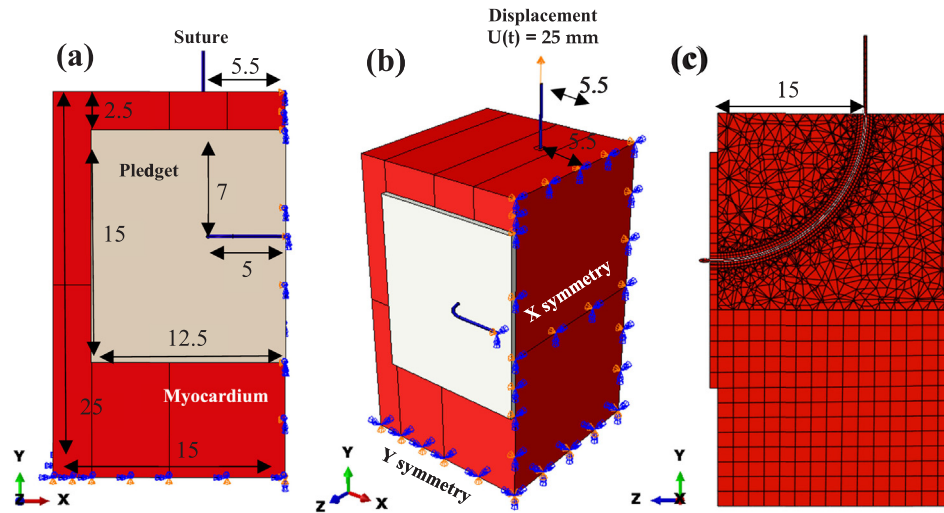 (a)
Suture
5.5
2.5
Pledget
7
15
5
12.5
Myocardium
25
15
Y
Z
X
(b)
Displacement
U(t) = 25 mm
5.5
5.5
X symmetry
Y symmetry
Y
Z
X
(c)
15
Y
Z
X